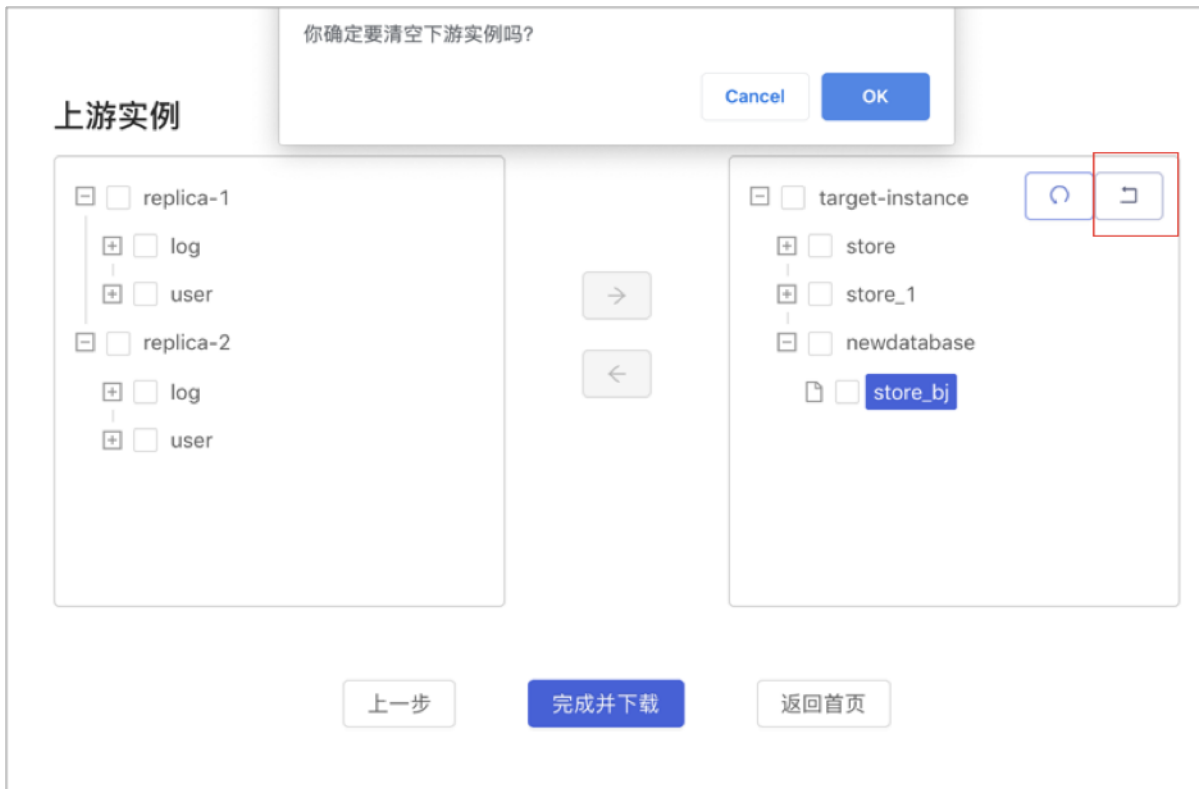 你确定要清空下游实例吗?
Cancel
OK
上游实例
replica-1
log
user
replica-2
log
user
target-instance
store
store_1
newdatabase
store_bj
上一步
完成并下载
返回首页